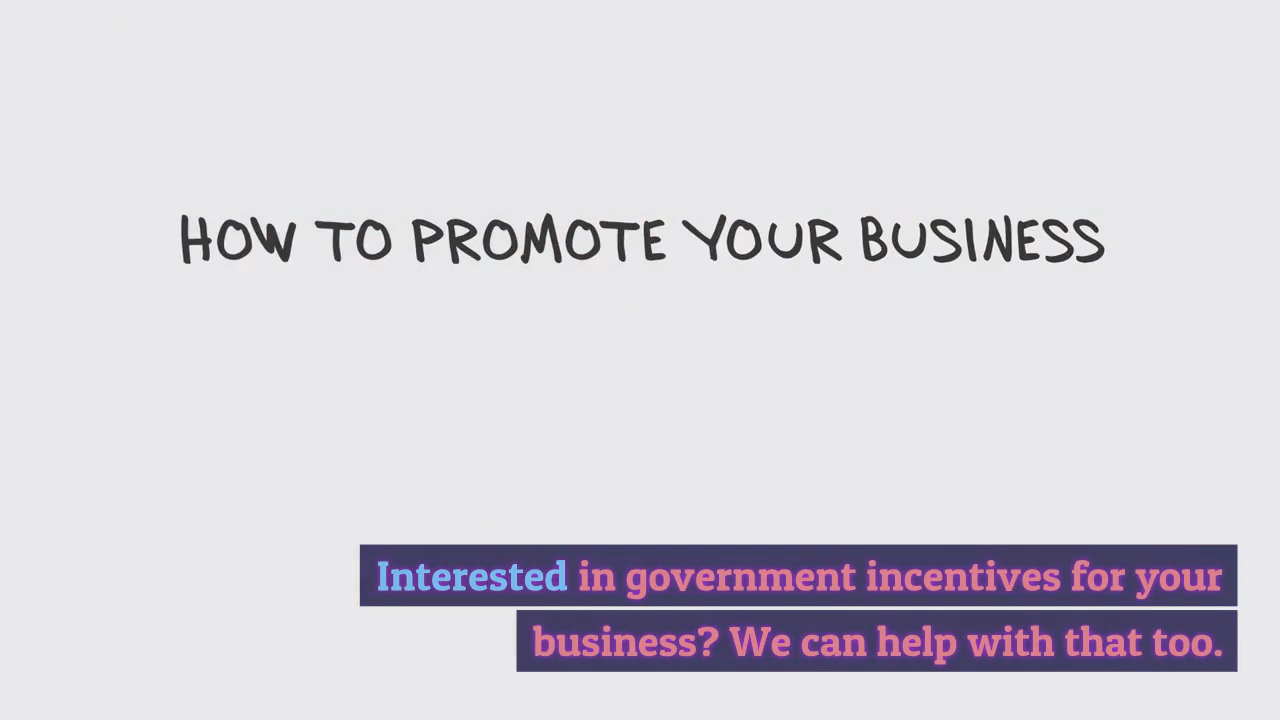 HOW TO PROMOTE YOUR BUSINESS
Interested in government incentives for your
business? We can help with that too.